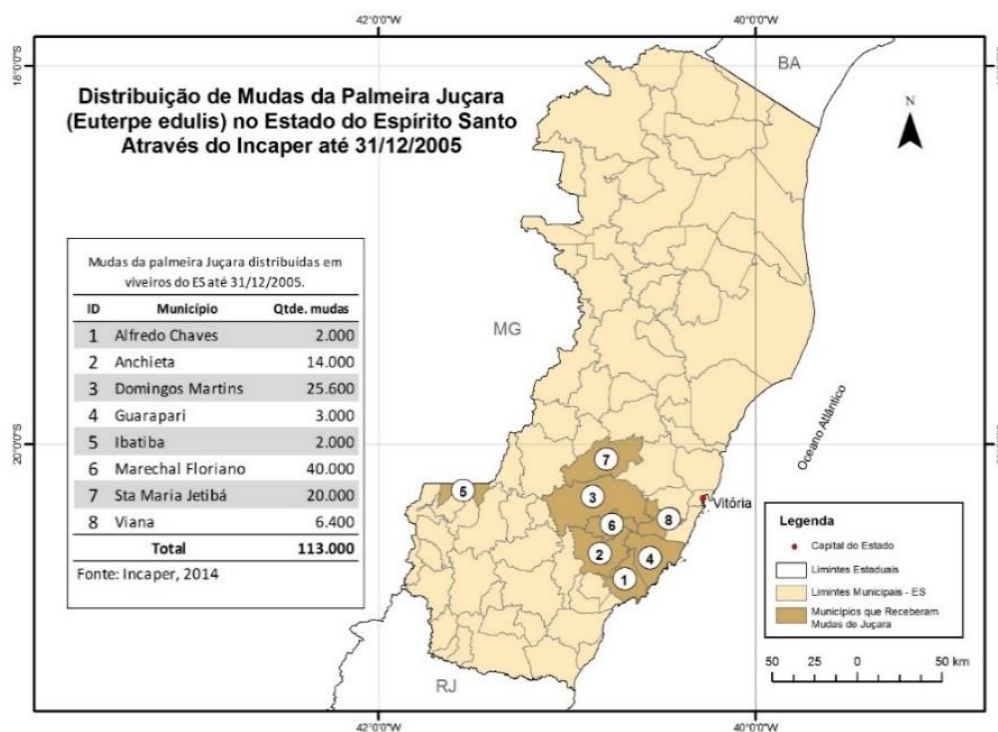 42°0'0"W
40°0'0"W
18°0'0"S
BA
Distribuição de Mudas da Palmeira Juçara
(Euterpe edulis) no Estado do Espírito Santo
Através do Incaper até 31/12/2005
N
Mudas da palmeira Juçara distribuídas em
viveiros do ES até 31/12/2005.
ID Município Qtde. mudas
1 Alfredo Chaves 2.000
2 Anchieta 14.000
3 Domingos Martins 25.600
4 Guarapari 3.000
5 Ibatiba 2.000
6 Marechal Floriano 40.000
7 Sta Maria Jetibá 20.000
8 Viana 6.400
Total 113.000
Fonte: Incaper, 2014
MG
Oceano Atlântico
20°0'0"S
7
5
3
Vitória
8
6
2
4
1
Legenda
Capital do Estado
Limintes Estaduais
Limintes Municipais - ES
Municípios que Receberam
Mudas de Juçara
50 25 0 50 km
RJ
42°0'0"W
40°0'0"W